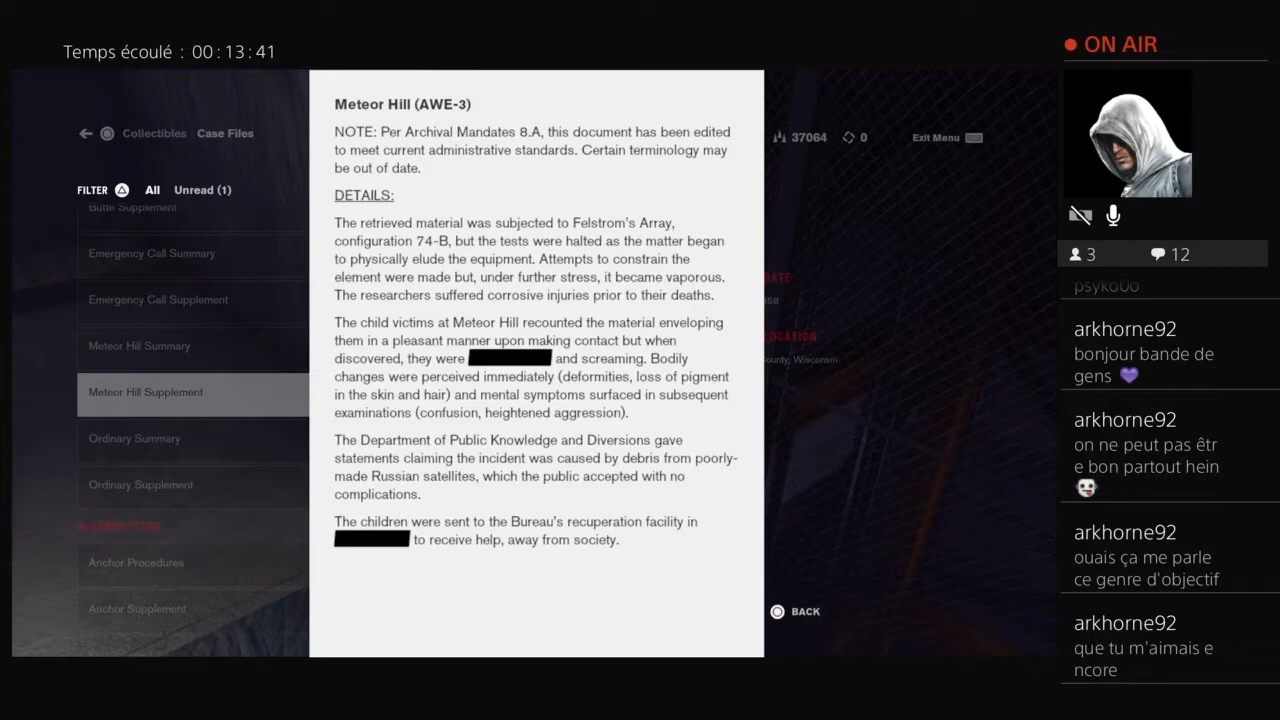 Temps écoulé : 00:13:41
ON AIR
Collectibles Case Files
FILTER All Unread (1)
Butte Supplement
Emergency Call Summary
Emergency Call Supplement
Meteor Hill Summary
Meteor Hill Supplement
Ordinary Summary
Ordinary Supplement
Anchor Procedures
Anchor Supplement
Meteor Hill (AWE-3)
NOTE: Per Archival Mandates 8.A, this document has been edited
to meet current administrative standards. Certain terminology may
be out of date.
DETAILS:
The retrieved material was subjected to Felstrom's Array,
configuration 74-B, but the tests were halted as the matter began
to physically elude the equipment. Attempts to constrain the
element were made but, under further stress, it became vaporous.
The researchers suffered corrosive injuries prior to their deaths.
The child victims at Meteor Hill recounted the material enveloping
them in a pleasant manner upon making contact but when
discovered, they were and screaming. Bodily
changes were perceived immediately (deformities, loss of pigment
in the skin and hair) and mental symptoms surfaced in subsequent
examinations (confusion, heightened aggression).
The Department of Public Knowledge and Diversions gave
statements claiming the incident was caused by debris from poorly-
made Russian satellites, which the public accepted with no
complications.
The children were sent to the Bureau's recuperation facility in
to receive help, away from society.
37064 0 Exit Menu
DATE
LOCATION
ounty, Wisconsin
BACK
3 12
psyko0o
arkhorne92
bonjour bande de
gens 💜
arkhorne92
on ne peut pas êtr
e bon partout hein
👻
arkhorne92
ouais ça me parle
ce genre d'objectif
arkhorne92
que tu m'aimais e
ncore